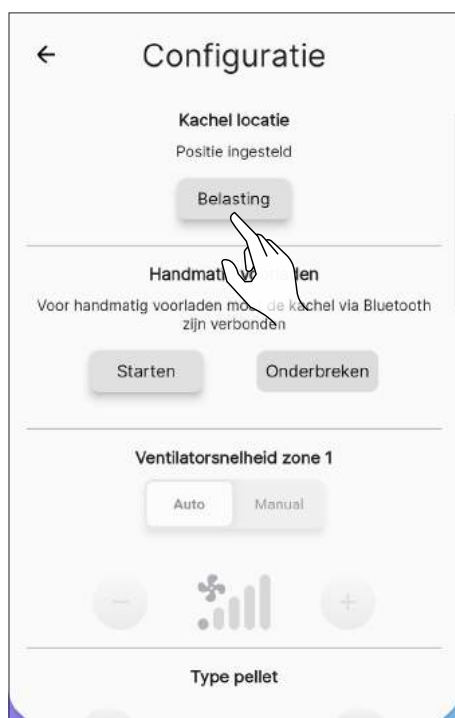 Configuratie
Kachel locatie
Positie ingesteld
Belasting
Handmatig voorladen
Voor handmatig voorladen moet de kachel via Bluetooth
zijn verbonden
Starten Onderbreken
Ventilatorsnelheid zone 1
Auto Manual
Type pellet